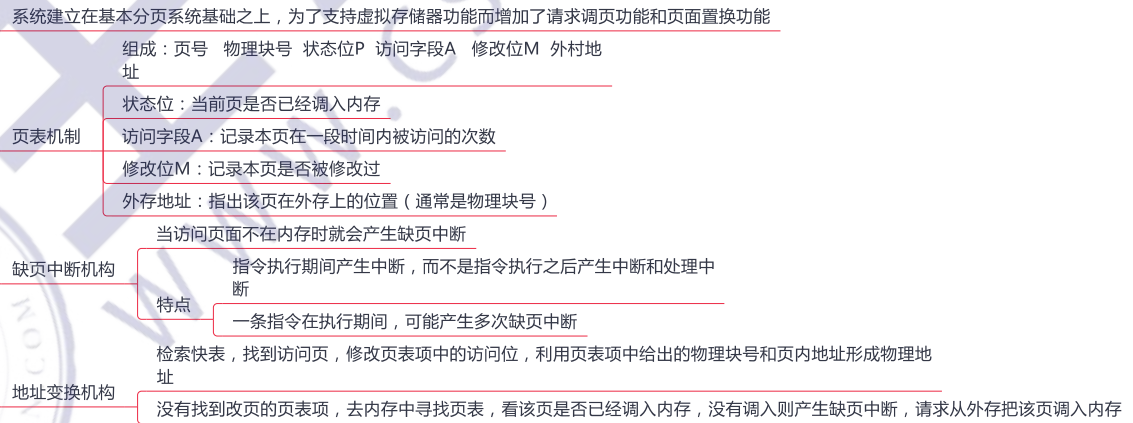 系统建立在基本分页系统基础之上，为了支持虚拟存储器功能而增加了请求调页功能和页面置换功能
组成：页号 物理块号 状态位P 访问字段A 修改位M 外村地
址
状态位：当前页是否已经调入内存
页表机制
访问字段A：记录本页在一段时间内被访问的次数
修改位M：记录本页是否被修改过
外存地址：指出该页在外存上的位置（通常是物理块号）
当访问页面不在内存时就会产生缺页中断
缺页中断机构
指令执行期间产生中断，而不是指令执行之后产生中断和处理中
断
特点
一条指令在执行期间，可能产生多次缺页中断
检索快表，找到访问页，修改页表项中的访问位，利用页表项中给出的物理块号和页内地址形成物理地
址
地址变换机构
没有找到改页的页表项，去内存中寻找页表，看该页是否已经调入内存，没有调入则产生缺页中断，请求从外存把该页调入内存
WWW.CS
COM